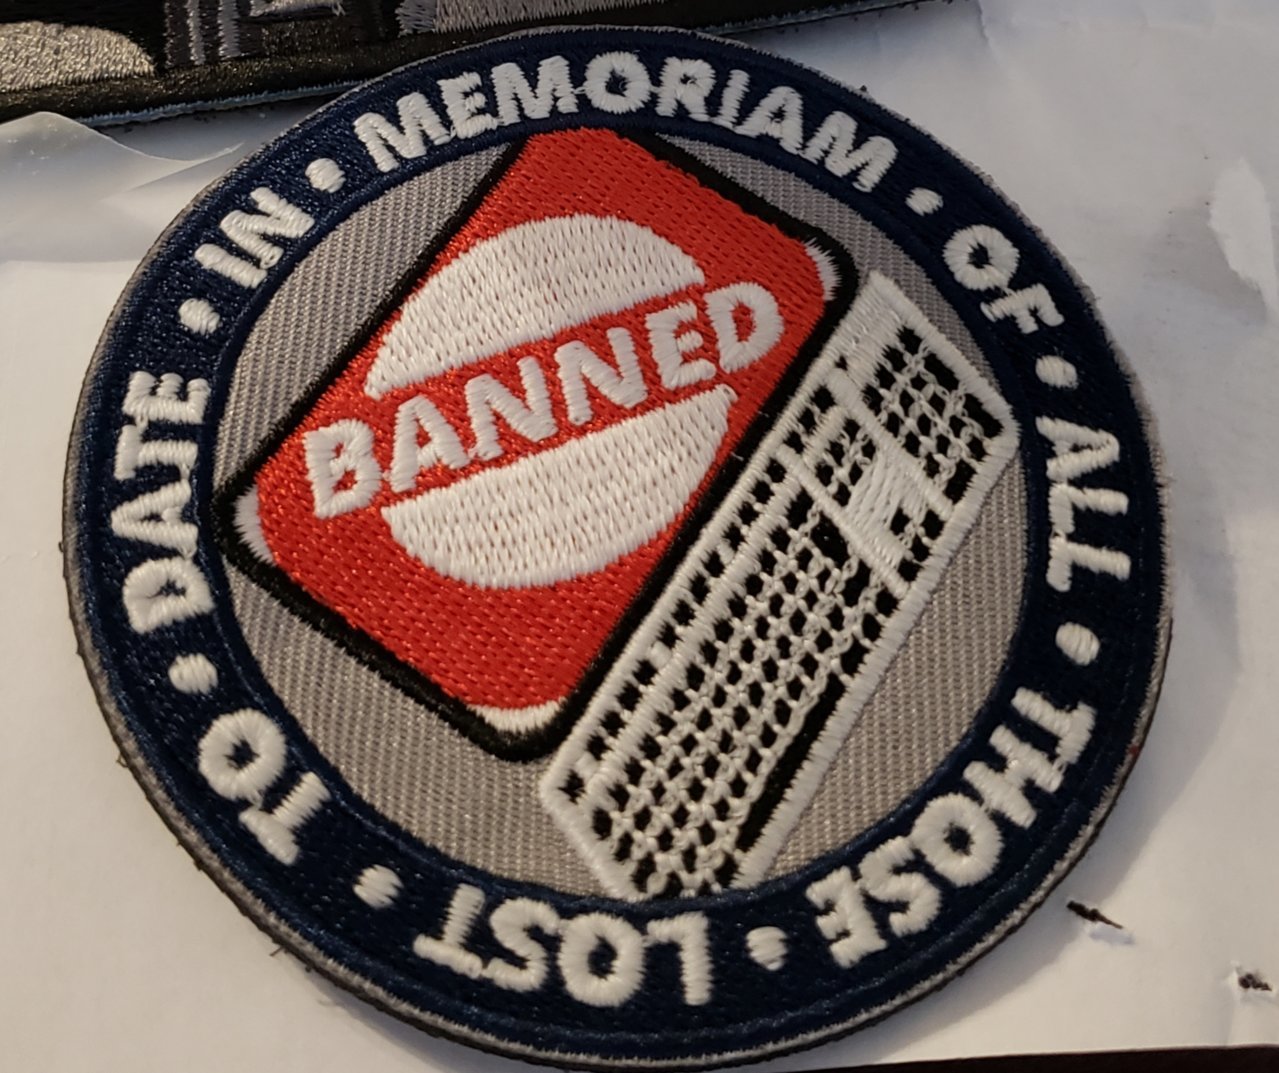 IN • MEMORIAM • OF • ALL • THOSE • LOST • TO • DATE •
BANNED